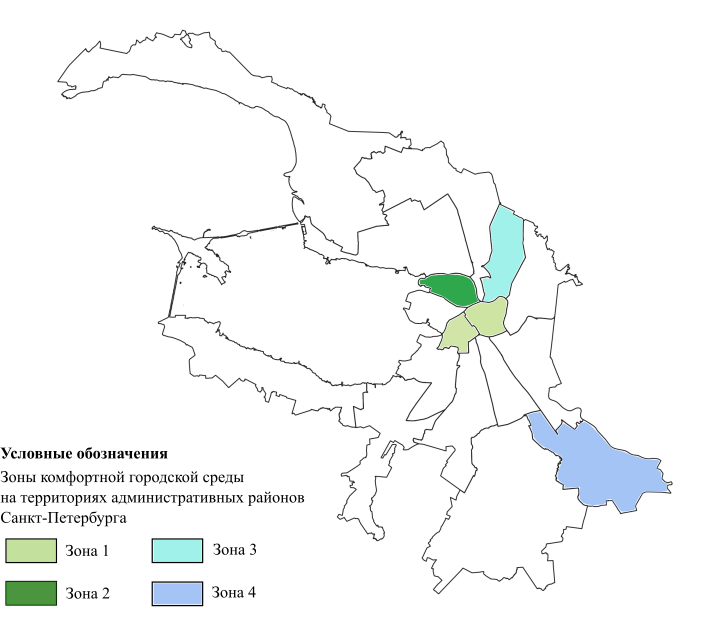 Условные обозначения
Зоны комфортной городской среды
на территориях административных районов
Санкт-Петербурга
Зона 1
Зона 3
Зона 2
Зона 4